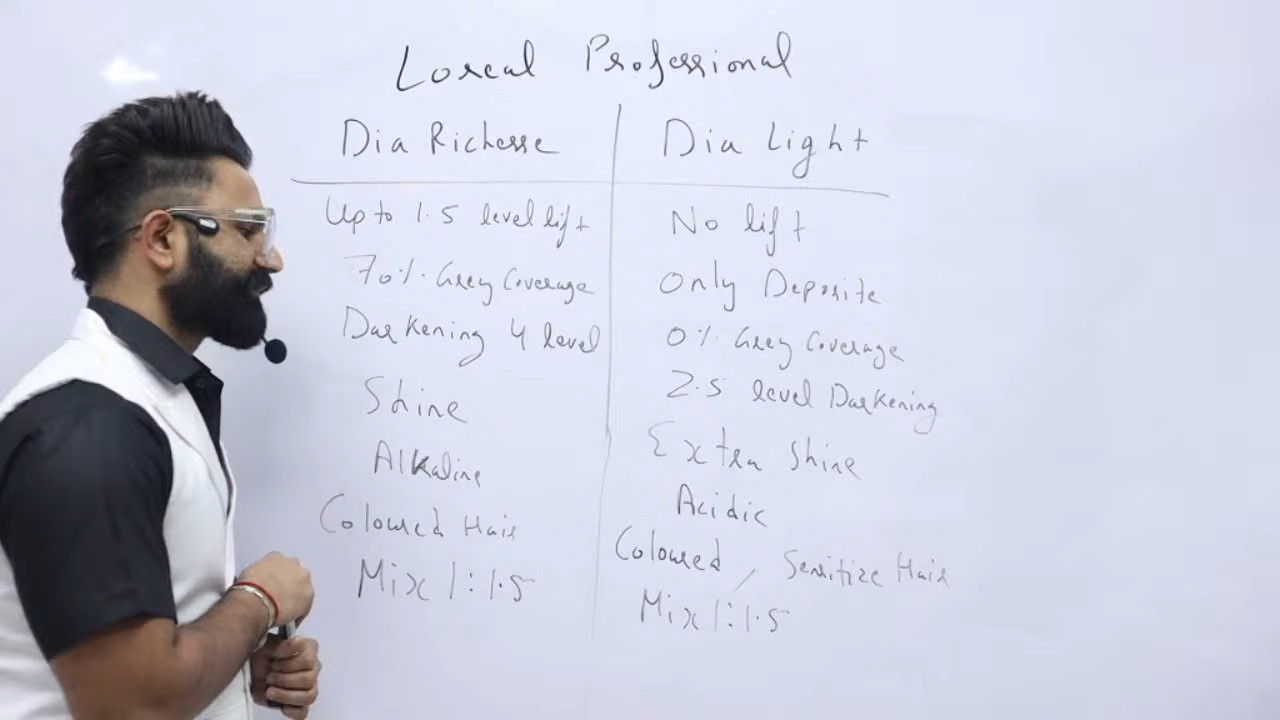 Loreal Professional
Dia Richesse
Up to 1.5 level lift
70% Grey Coverage
Darkening 4 level
Shine
Alkaline
Coloured Hair
Mix 1:1.5
Dia Light
No lift
Only Deposite
0% Grey Coverage
2.5 level Darkening
Extra Shine
Acidic
Coloured / Sensitize Hair
Mix 1:1.5